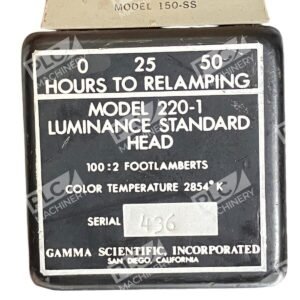 MODEL 150-SS
0 25 50
HOURS TO RELAMPING
MODEL 220-1
LUMINANCE STANDARD
HEAD
100:2 FOOTLAMBERTS
COLOR TEMPERATURE 2854°K
SERIAL 436
GAMMA SCIENTIFIC, INCORPORATED
SAN DIEGO, CALIFORNIA